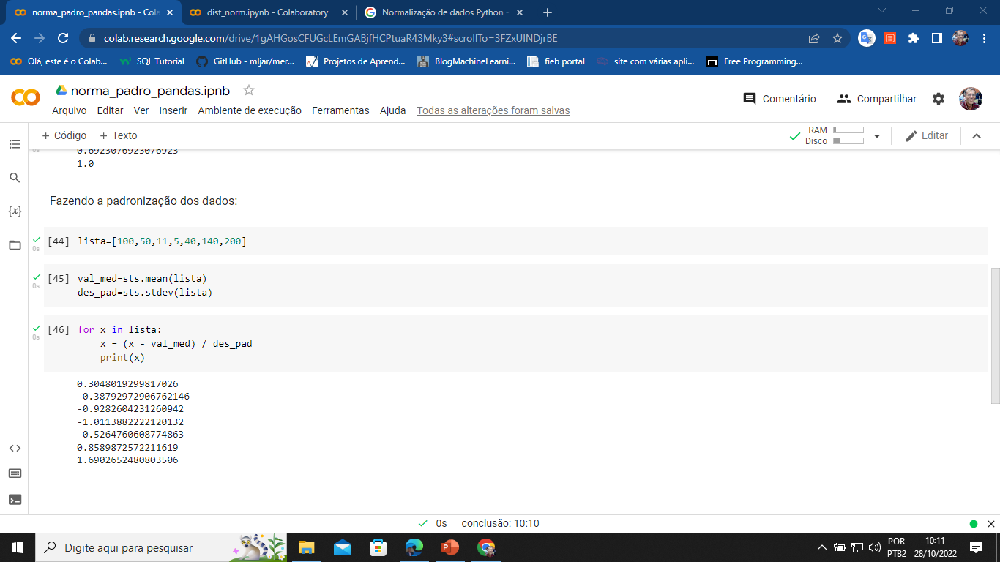 norma_padro_pandas.ipnb - Cola
dist_norm.ipynb - Colaboratory
Normalização de dados Python -
colab.research.google.com/drive/1gAHGosCFUGcLEmGABjfHCPtuaR43Mky3#scrollTo=3FZxUINDjrBE
Olá, este é o Colab...
SQL Tutorial
GitHub - mljar/mer...
Projetos de Aprend...
BlogMachineLearni...
fieb portal
site com várias apli...
Free Programming...
norma_padro_pandas.ipnb
Comentário
Compartilhar
Arquivo Editar Ver Inserir Ambiente de execução Ferramentas Ajuda Todas as alterações foram salvas
+ Código + Texto
RAM
Disco
Editar
0s
0.6923076923076923
1.0
Fazendo a padronização dos dados:
[44] lista=[100,50,11,5,40,140,200]
0s
[45] val_med=sts.mean(lista)
0s
des_pad=sts.stdev(lista)
[46] for x in lista:
0s
x = (x - val_med) / des_pad
print(x)
0.3048019299817026
-0.38792972906762146
-0.9282604231260942
-1.0113882222120132
-0.5264760608774863
0.8589872572211619
1.6902652480803506
{x}
0s conclusão: 10:10
Digite aqui para pesquisar
POR
PTB2
10:11
28/10/2022